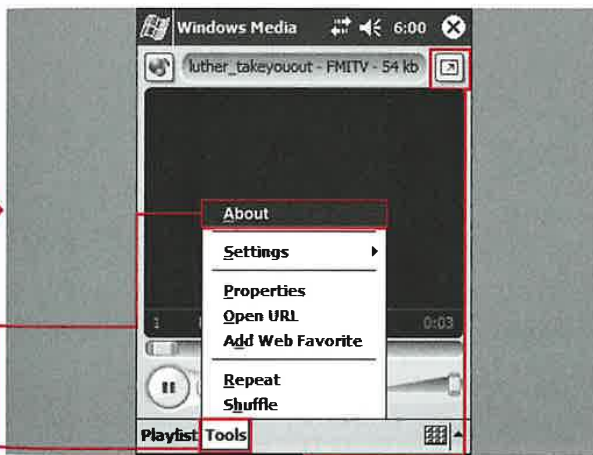 Windows Media 6:00
luther_takeyouout - FMITV - 54 kb
About
Settings
Properties
Open URL
Add Web Favorite
Repeat
Shuffle
1 0:03
Playlist Tools